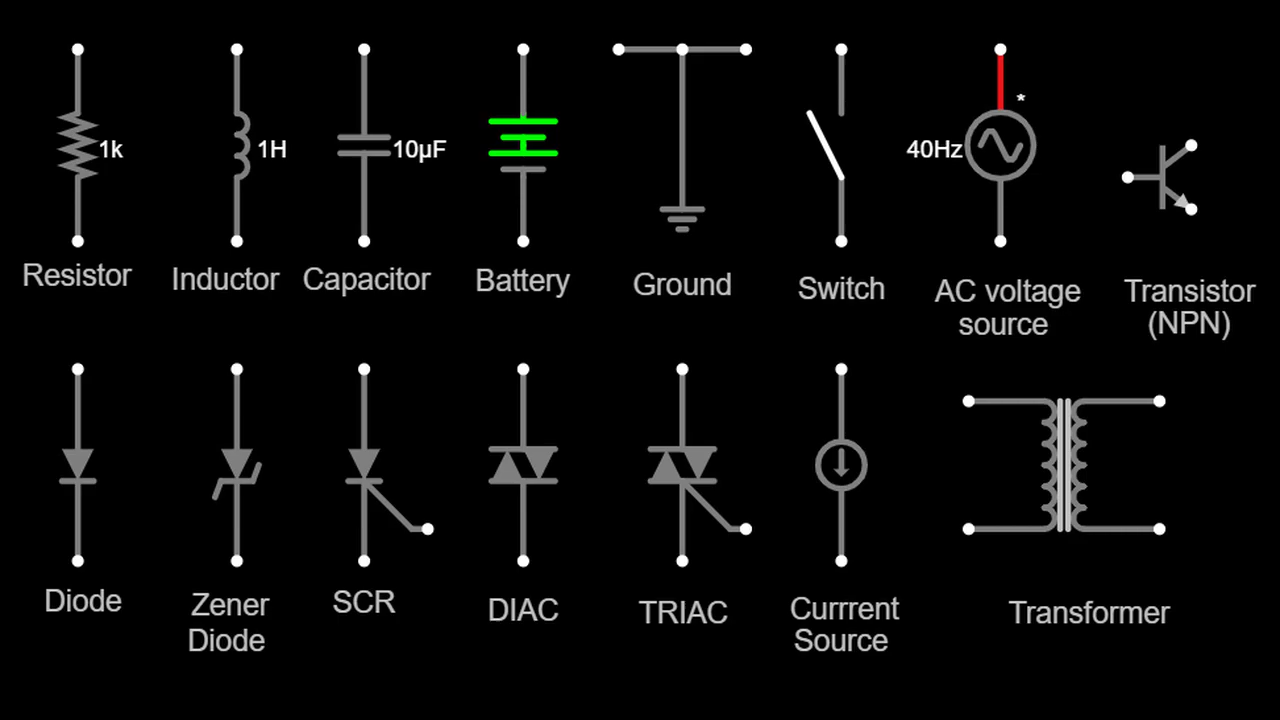 1k
1H
10µF
40Hz
*
Resistor
Inductor
Capacitor
Battery
Ground
Switch
AC voltage
source
Transistor
(NPN)
Diode
Zener
Diode
SCR
DIAC
TRIAC
Currrent
Source
Transformer